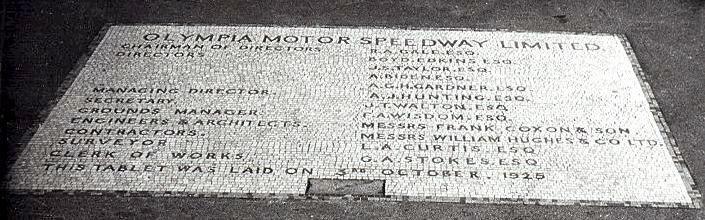 OLYMPIA MOTOR SPEEDWAY LIMITED.
CHAIRMAN OF DIRECTORS R.A.GREE.ESQ.
DIRECTORS. BOYD.EDKINS.ESQ.
J.S.TAYLOR.ESQ.
A.BIDEN.ESQ.
A.G.H.GARDNER.ESQ
MANAGING DIRECTOR. A.J.HUNTING.ESQ.
SECRETARY. J.T.WALTON.ESQ.
GROUNDS MANAGER F.A.WISDOM.ESQ.
ENGINEERS & ARCHITECTS. MESSRS FRANK COXON & SON
CONTRACTORS. MESSRS WILLIAM HUGHES & CO LTD.
SURVEYOR L.A.CURTIS ESQ
CLERK OF WORKS. G.A.STOKES.ESQ
THIS TABLET WAS LAID ON 3RD OCTOBER. 1925